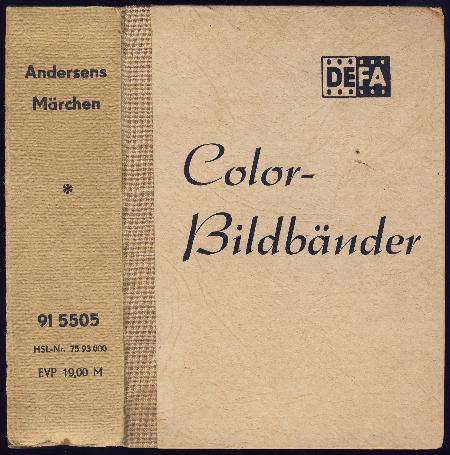 Andersens
Märchen
*
91 5505
HSL-Nr. 75 93 000
EVP 19,00 M
DEFA
Color-
Bildbänder